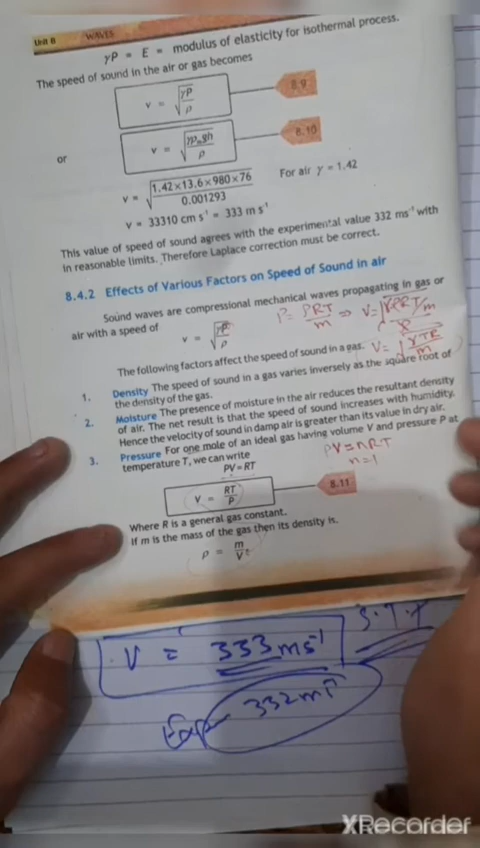 Unit 8 WAVES
γP = E = modulus of elasticity for isothermal process.
The speed of sound in the air or gas becomes
v = √(γP/ρ) 8.9
or v = √(γρₘgh/ρ) 8.10
v = √(1.42×13.6×980×76/0.001293) For air γ = 1.42
v = 33310 cm s⁻¹ = 333 m s⁻¹
This value of speed of sound agrees with the experimental value 332 ms⁻¹ with
in reasonable limits. Therefore Laplace correction must be correct.
8.4.2 Effects of Various Factors on Speed of Sound in air
Sound waves are compressional mechanical waves propagating in gas or
air with a speed of
v = √(γP/ρ)
P = ρRT/m ⇒ V = √(γρRT/m/ρ)
V = √(γTR/m)
The following factors affect the speed of sound in a gas.
1. Density The speed of sound in a gas varies inversely as the square root of
the density of the gas.
2. Moisture The presence of moisture in the air reduces the resultant density
of air. The net result is that the speed of sound increases with humidity.
Hence the velocity of sound in damp air is greater than its value in dry air.
3. Pressure For one mole of an ideal gas having volume V and pressure P at
temperature T, we can write
PV=RT
PV=nRT
n=1
V = RT/P 8.11
Where R is a general gas constant.
If m is the mass of the gas then its density is.
ρ = m/V
V = 333ms⁻¹ S.T.P
Exp 332m
XRecorder